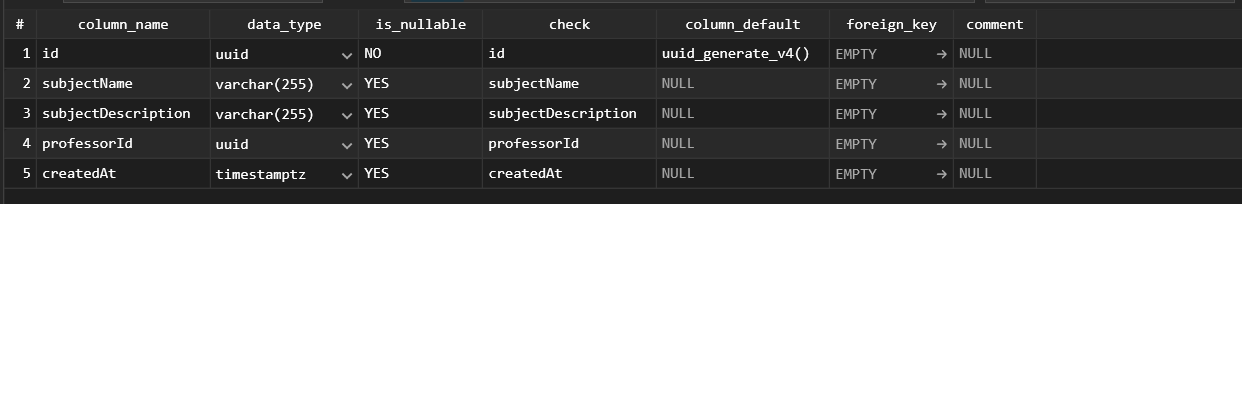 # column_name data_type is_nullable check column_default foreign_key comment
1 id uuid NO id uuid_generate_v4() EMPTY → NULL
2 subjectName varchar(255) YES subjectName NULL EMPTY → NULL
3 subjectDescription varchar(255) YES subjectDescription NULL EMPTY → NULL
4 professorId uuid YES professorId NULL EMPTY → NULL
5 createdAt timestamptz YES createdAt NULL EMPTY → NULL